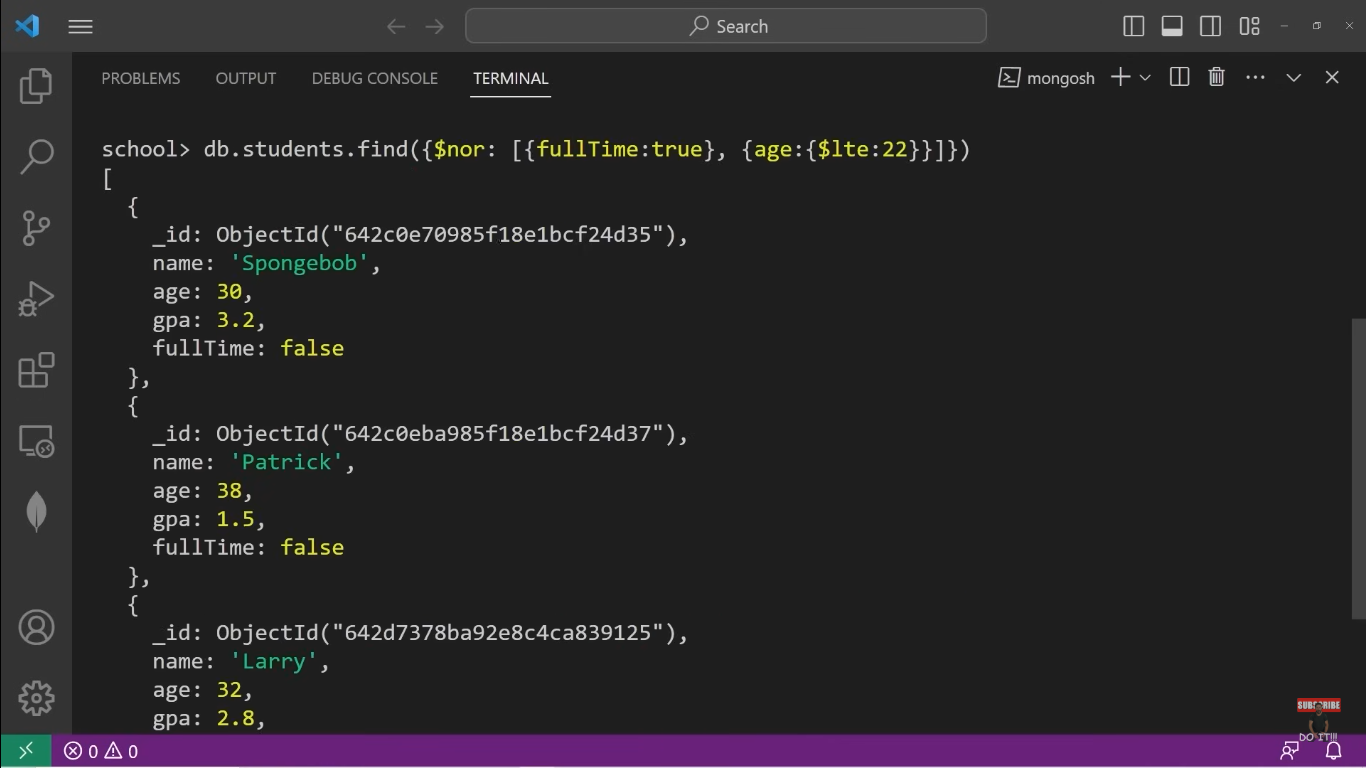 Search
PROBLEMS OUTPUT DEBUG CONSOLE TERMINAL mongosh
school> db.students.find({$nor: [{fullTime:true}, {age:{$lte:22}}]})
[
{
_id: ObjectId("642c0e70985f18e1bcf24d35"),
name: 'Spongebob',
age: 30,
gpa: 3.2,
fullTime: false
},
{
_id: ObjectId("642c0eba985f18e1bcf24d37"),
name: 'Patrick',
age: 38,
gpa: 1.5,
fullTime: false
},
{
_id: ObjectId("642d7378ba92e8c4ca839125"),
name: 'Larry',
age: 32,
gpa: 2.8,
SUBSCRIBE
DO IT!!!
0 0